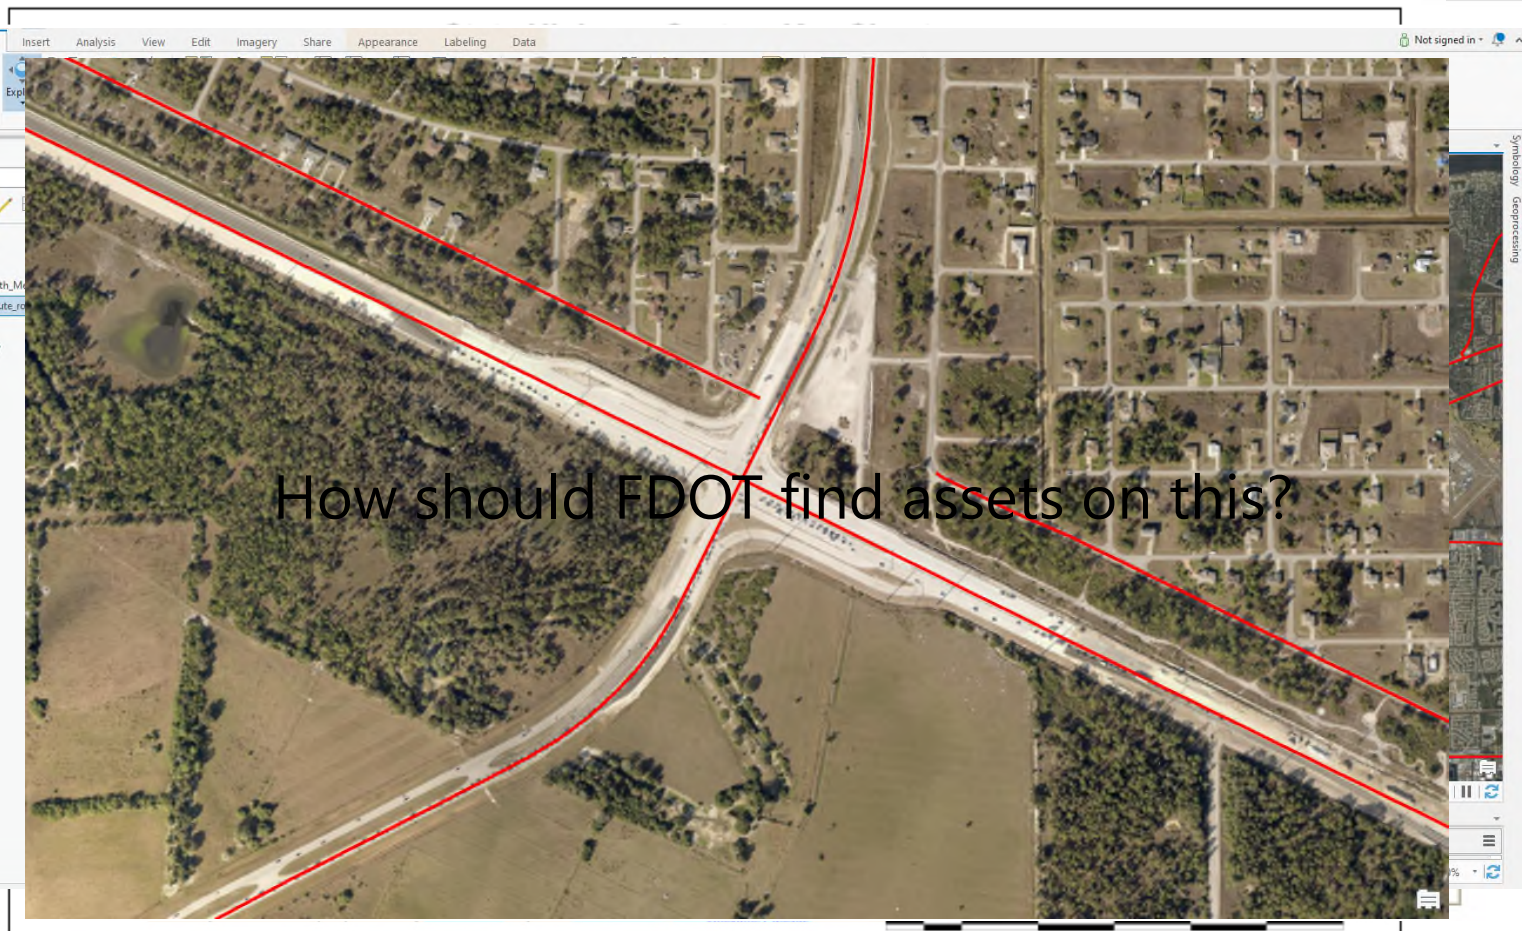 Insert Analysis View Edit Imagery Share Appearance Labeling Data Not signed in
Symbology
Geoprocessing
How should FDOT find assets on this?